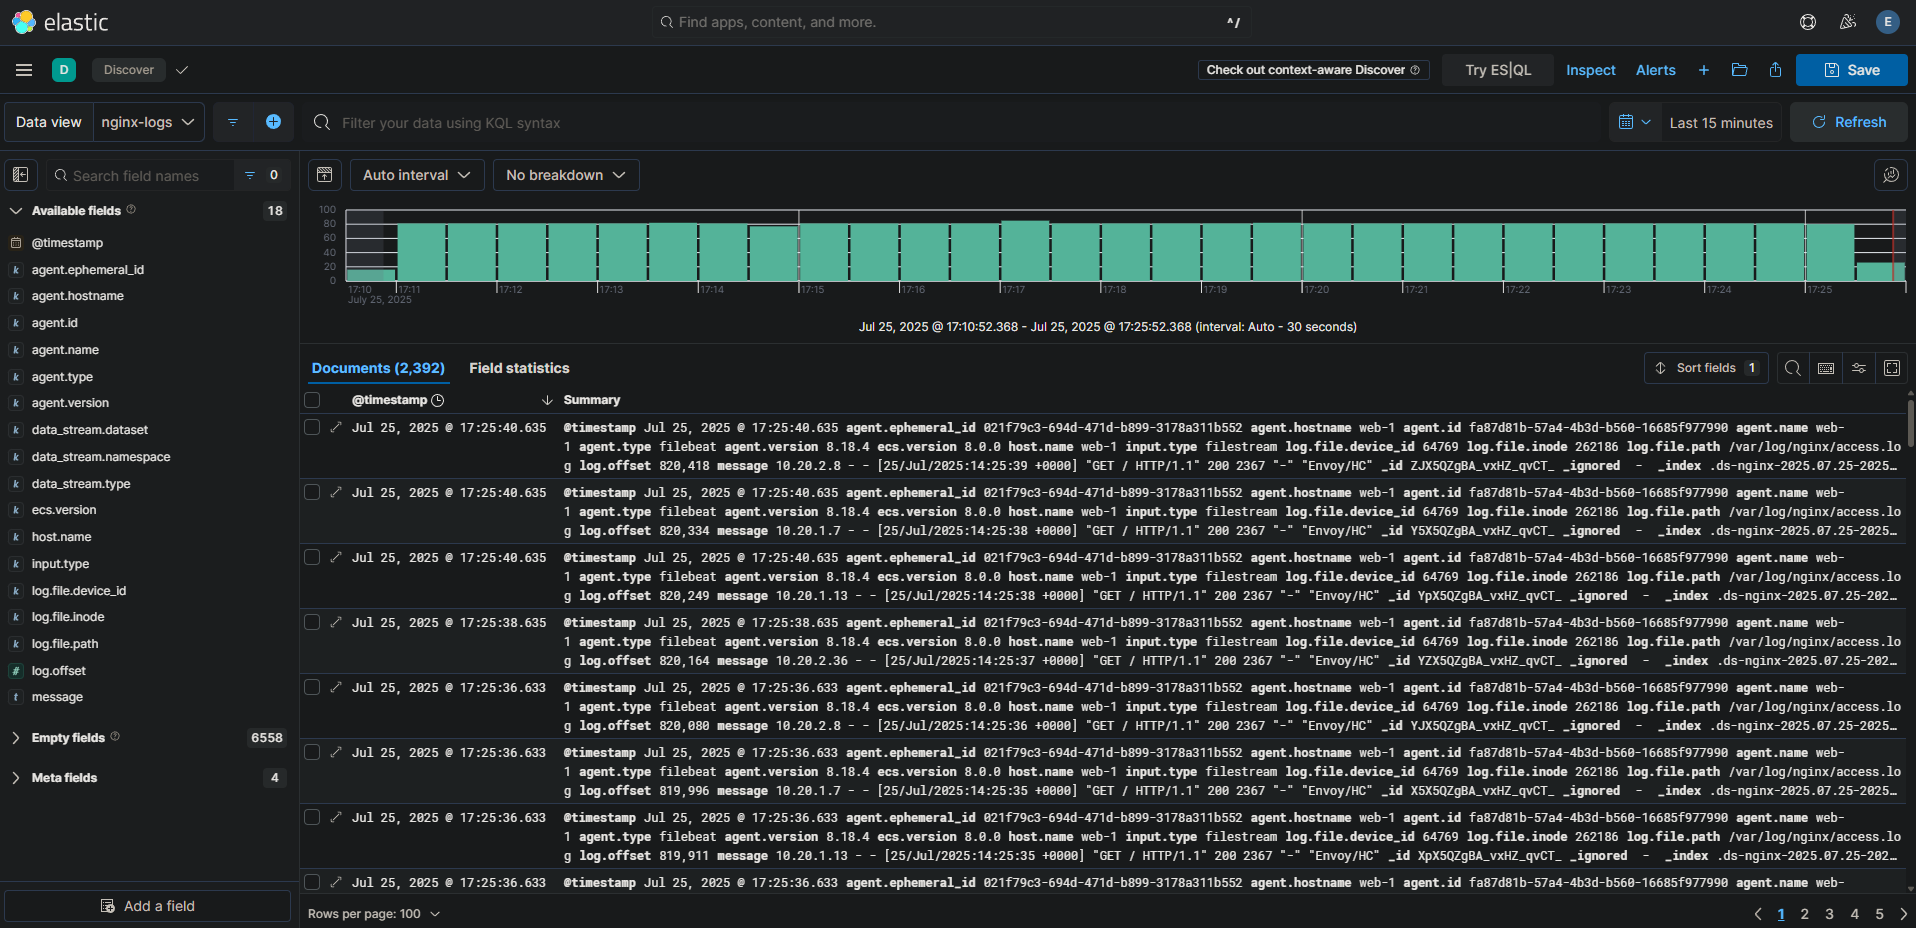 elastic
Find apps, content, and more.
^/
E
D
Discover
Check out context-aware Discover
Try ES|QL
Inspect
Alerts
Save
Data view
nginx-logs
Filter your data using KQL syntax
Last 15 minutes
Refresh
Search field names
0
Auto interval
No breakdown
Available fields
18
@timestamp
k agent.ephemeral_id
k agent.hostname
k agent.id
k agent.name
k agent.type
k agent.version
k data_stream.dataset
k data_stream.namespace
k data_stream.type
k ecs.version
k host.name
k input.type
k log.file.device_id
k log.file.inode
k log.file.path
# log.offset
t message
Empty fields
6558
Meta fields
4
Add a field
100
80
60
40
20
0
17:10 17:11 17:12 17:13 17:14 17:15 17:16 17:17 17:18 17:19 17:20 17:21 17:22 17:23 17:24 17:25
July 25, 2025
Jul 25, 2025 @ 17:10:52.368 - Jul 25, 2025 @ 17:25:52.368 (interval: Auto - 30 seconds)
Documents (2,392)
Field statistics
Sort fields 1
@timestamp
Summary
Jul 25, 2025 @ 17:25:40.635 @timestamp Jul 25, 2025 @ 17:25:40.635 agent.ephemeral_id 021f79c3-694d-471d-b899-3178a311b552 agent.hostname web-1 agent.id fa87d81b-57a4-4b3d-b560-16685f977990 agent.name web-
1 agent.type filebeat agent.version 8.18.4 ecs.version 8.0.0 host.name web-1 input.type filestream log.file.device_id 64769 log.file.inode 262186 log.file.path /var/log/nginx/access.lo
g log.offset 820,418 message 10.20.2.8 - - [25/Jul/2025:14:25:39 +0000] "GET / HTTP/1.1" 200 2367 "-" "Envoy/HC" _id ZJX5QZgBA_vxHZ_qvCT_ _ignored - _index .ds-nginx-2025.07.25-2025…
Jul 25, 2025 @ 17:25:40.635 @timestamp Jul 25, 2025 @ 17:25:40.635 agent.ephemeral_id 021f79c3-694d-471d-b899-3178a311b552 agent.hostname web-1 agent.id fa87d81b-57a4-4b3d-b560-16685f977990 agent.name web-
1 agent.type filebeat agent.version 8.18.4 ecs.version 8.0.0 host.name web-1 input.type filestream log.file.device_id 64769 log.file.inode 262186 log.file.path /var/log/nginx/access.lo
g log.offset 820,334 message 10.20.1.7 - - [25/Jul/2025:14:25:38 +0000] "GET / HTTP/1.1" 200 2367 "-" "Envoy/HC" _id Y5X5QZgBA_vxHZ_qvCT_ _ignored - _index .ds-nginx-2025.07.25-2025…
Jul 25, 2025 @ 17:25:40.635 @timestamp Jul 25, 2025 @ 17:25:40.635 agent.ephemeral_id 021f79c3-694d-471d-b899-3178a311b552 agent.hostname web-1 agent.id fa87d81b-57a4-4b3d-b560-16685f977990 agent.name web-
1 agent.type filebeat agent.version 8.18.4 ecs.version 8.0.0 host.name web-1 input.type filestream log.file.device_id 64769 log.file.inode 262186 log.file.path /var/log/nginx/access.lo
g log.offset 820,249 message 10.20.1.13 - - [25/Jul/2025:14:25:38 +0000] "GET / HTTP/1.1" 200 2367 "-" "Envoy/HC" _id YpX5QZgBA_vxHZ_qvCT_ _ignored - _index .ds-nginx-2025.07.25-202…
Jul 25, 2025 @ 17:25:38.635 @timestamp Jul 25, 2025 @ 17:25:38.635 agent.ephemeral_id 021f79c3-694d-471d-b899-3178a311b552 agent.hostname web-1 agent.id fa87d81b-57a4-4b3d-b560-16685f977990 agent.name web-
1 agent.type filebeat agent.version 8.18.4 ecs.version 8.0.0 host.name web-1 input.type filestream log.file.device_id 64769 log.file.inode 262186 log.file.path /var/log/nginx/access.lo
g log.offset 820,164 message 10.20.2.36 - - [25/Jul/2025:14:25:37 +0000] "GET / HTTP/1.1" 200 2367 "-" "Envoy/HC" _id YZX5QZgBA_vxHZ_qvCT_ _ignored - _index .ds-nginx-2025.07.25-202…
Jul 25, 2025 @ 17:25:36.633 @timestamp Jul 25, 2025 @ 17:25:36.633 agent.ephemeral_id 021f79c3-694d-471d-b899-3178a311b552 agent.hostname web-1 agent.id fa87d81b-57a4-4b3d-b560-16685f977990 agent.name web-
1 agent.type filebeat agent.version 8.18.4 ecs.version 8.0.0 host.name web-1 input.type filestream log.file.device_id 64769 log.file.inode 262186 log.file.path /var/log/nginx/access.lo
g log.offset 820,080 message 10.20.2.8 - - [25/Jul/2025:14:25:36 +0000] "GET / HTTP/1.1" 200 2367 "-" "Envoy/HC" _id YJX5QZgBA_vxHZ_qvCT_ _ignored - _index .ds-nginx-2025.07.25-2025…
Jul 25, 2025 @ 17:25:36.633 @timestamp Jul 25, 2025 @ 17:25:36.633 agent.ephemeral_id 021f79c3-694d-471d-b899-3178a311b552 agent.hostname web-1 agent.id fa87d81b-57a4-4b3d-b560-16685f977990 agent.name web-
1 agent.type filebeat agent.version 8.18.4 ecs.version 8.0.0 host.name web-1 input.type filestream log.file.device_id 64769 log.file.inode 262186 log.file.path /var/log/nginx/access.lo
g log.offset 819,996 message 10.20.1.7 - - [25/Jul/2025:14:25:35 +0000] "GET / HTTP/1.1" 200 2367 "-" "Envoy/HC" _id X5X5QZgBA_vxHZ_qvCT_ _ignored - _index .ds-nginx-2025.07.25-2025…
Jul 25, 2025 @ 17:25:36.633 @timestamp Jul 25, 2025 @ 17:25:36.633 agent.ephemeral_id 021f79c3-694d-471d-b899-3178a311b552 agent.hostname web-1 agent.id fa87d81b-57a4-4b3d-b560-16685f977990 agent.name web-
1 agent.type filebeat agent.version 8.18.4 ecs.version 8.0.0 host.name web-1 input.type filestream log.file.device_id 64769 log.file.inode 262186 log.file.path /var/log/nginx/access.lo
g log.offset 819,911 message 10.20.1.13 - - [25/Jul/2025:14:25:35 +0000] "GET / HTTP/1.1" 200 2367 "-" "Envoy/HC" _id XpX5QZgBA_vxHZ_qvCT_ _ignored - _index .ds-nginx-2025.07.25-202…
Jul 25, 2025 @ 17:25:36.633 @timestamp Jul 25, 2025 @ 17:25:36.633 agent.ephemeral_id 021f79c3-694d-471d-b899-3178a311b552 agent.hostname web-1 agent.id fa87d81b-57a4-4b3d-b560-16685f977990 agent.name web-
Rows per page: 100
1 2 3 4 5